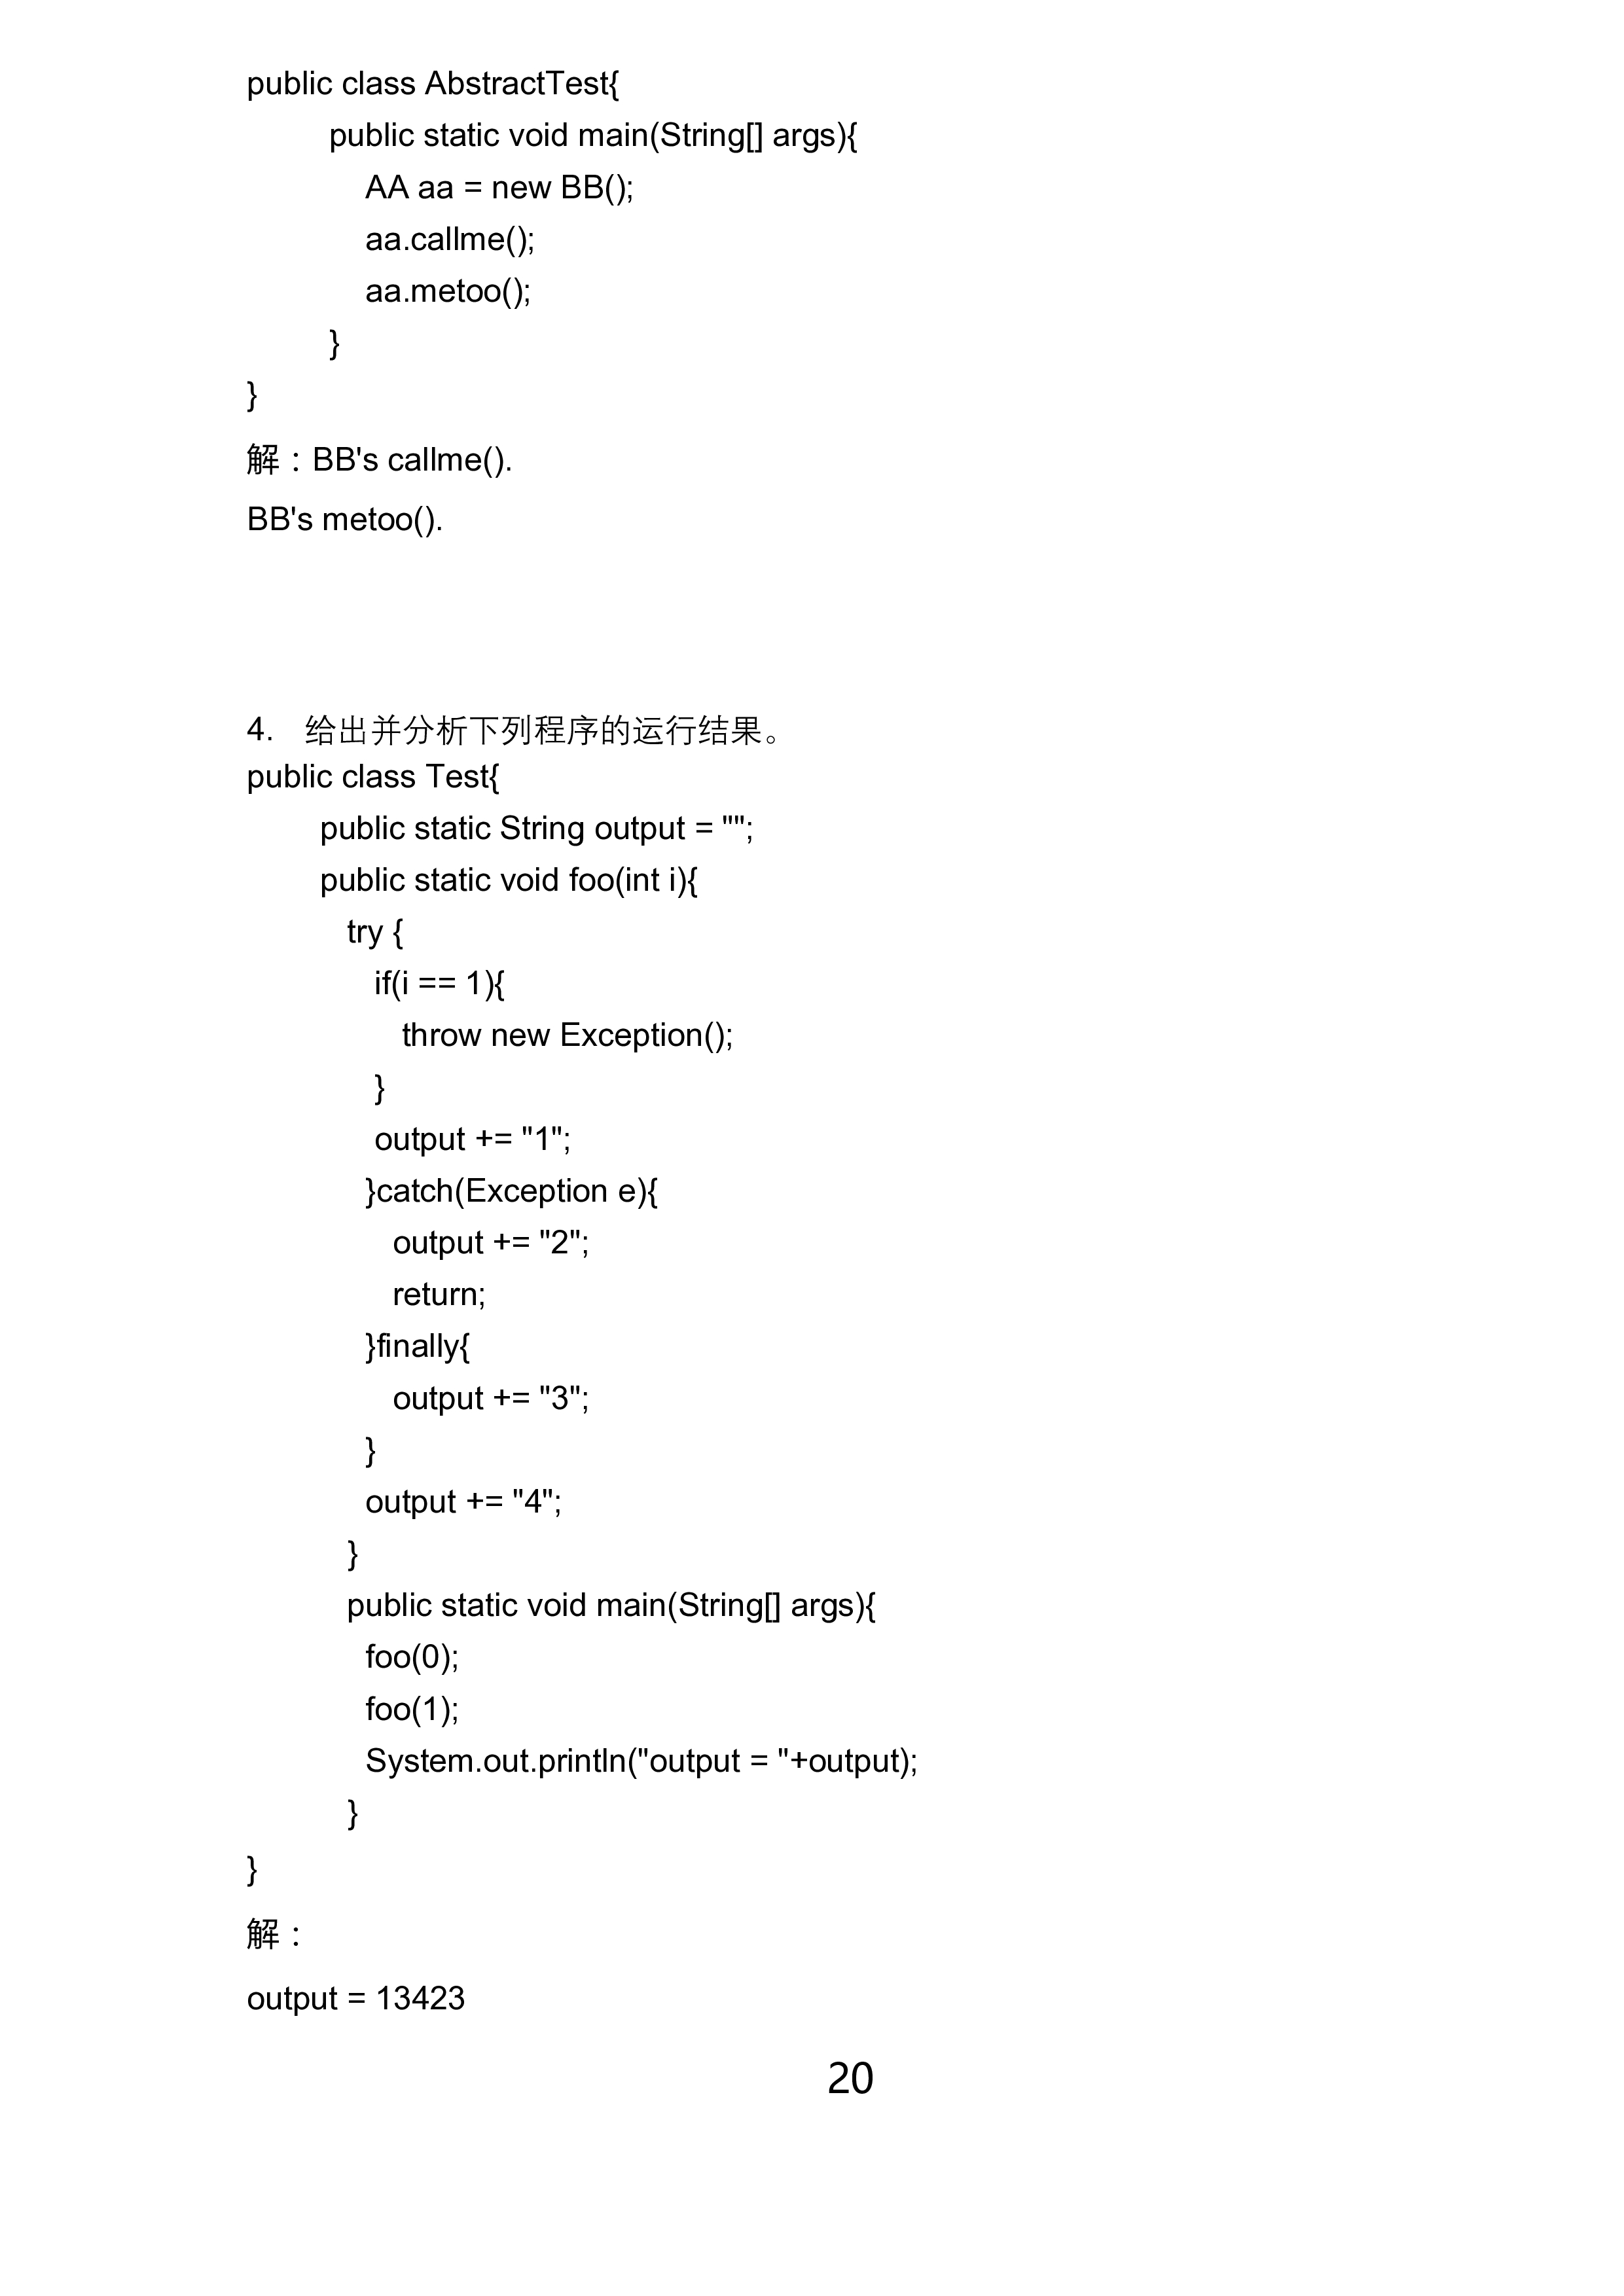 public class AbstractTest{
public static void main(String[] args){
AA aa = new BB();
aa.callme();
aa.metoo();
}
}
解：BB's callme().
BB's metoo().
4. 给出并分析下列程序的运行结果。
public class Test{
public static String output = "";
public static void foo(int i){
try {
if(i == 1){
throw new Exception();
}
output += "1";
}catch(Exception e){
output += "2";
return;
}finally{
output += "3";
}
output += "4";
}
public static void main(String[] args){
foo(0);
foo(1);
System.out.println("output = "+output);
}
}
解：
output = 13423
20